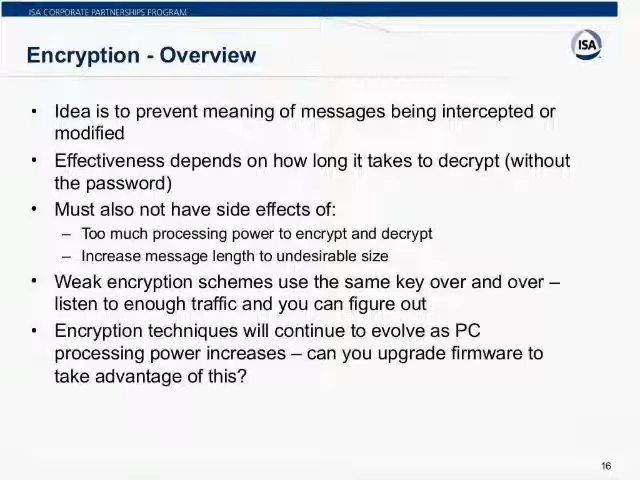 ISA CORPORATE PARTNERSHIPS PROGRAM
Encryption - Overview
ISA
• Idea is to prevent meaning of messages being intercepted or
modified
• Effectiveness depends on how long it takes to decrypt (without
the password)
• Must also not have side effects of:
– Too much processing power to encrypt and decrypt
– Increase message length to undesirable size
• Weak encryption schemes use the same key over and over –
listen to enough traffic and you can figure out
• Encryption techniques will continue to evolve as PC
processing power increases – can you upgrade firmware to
take advantage of this?
16